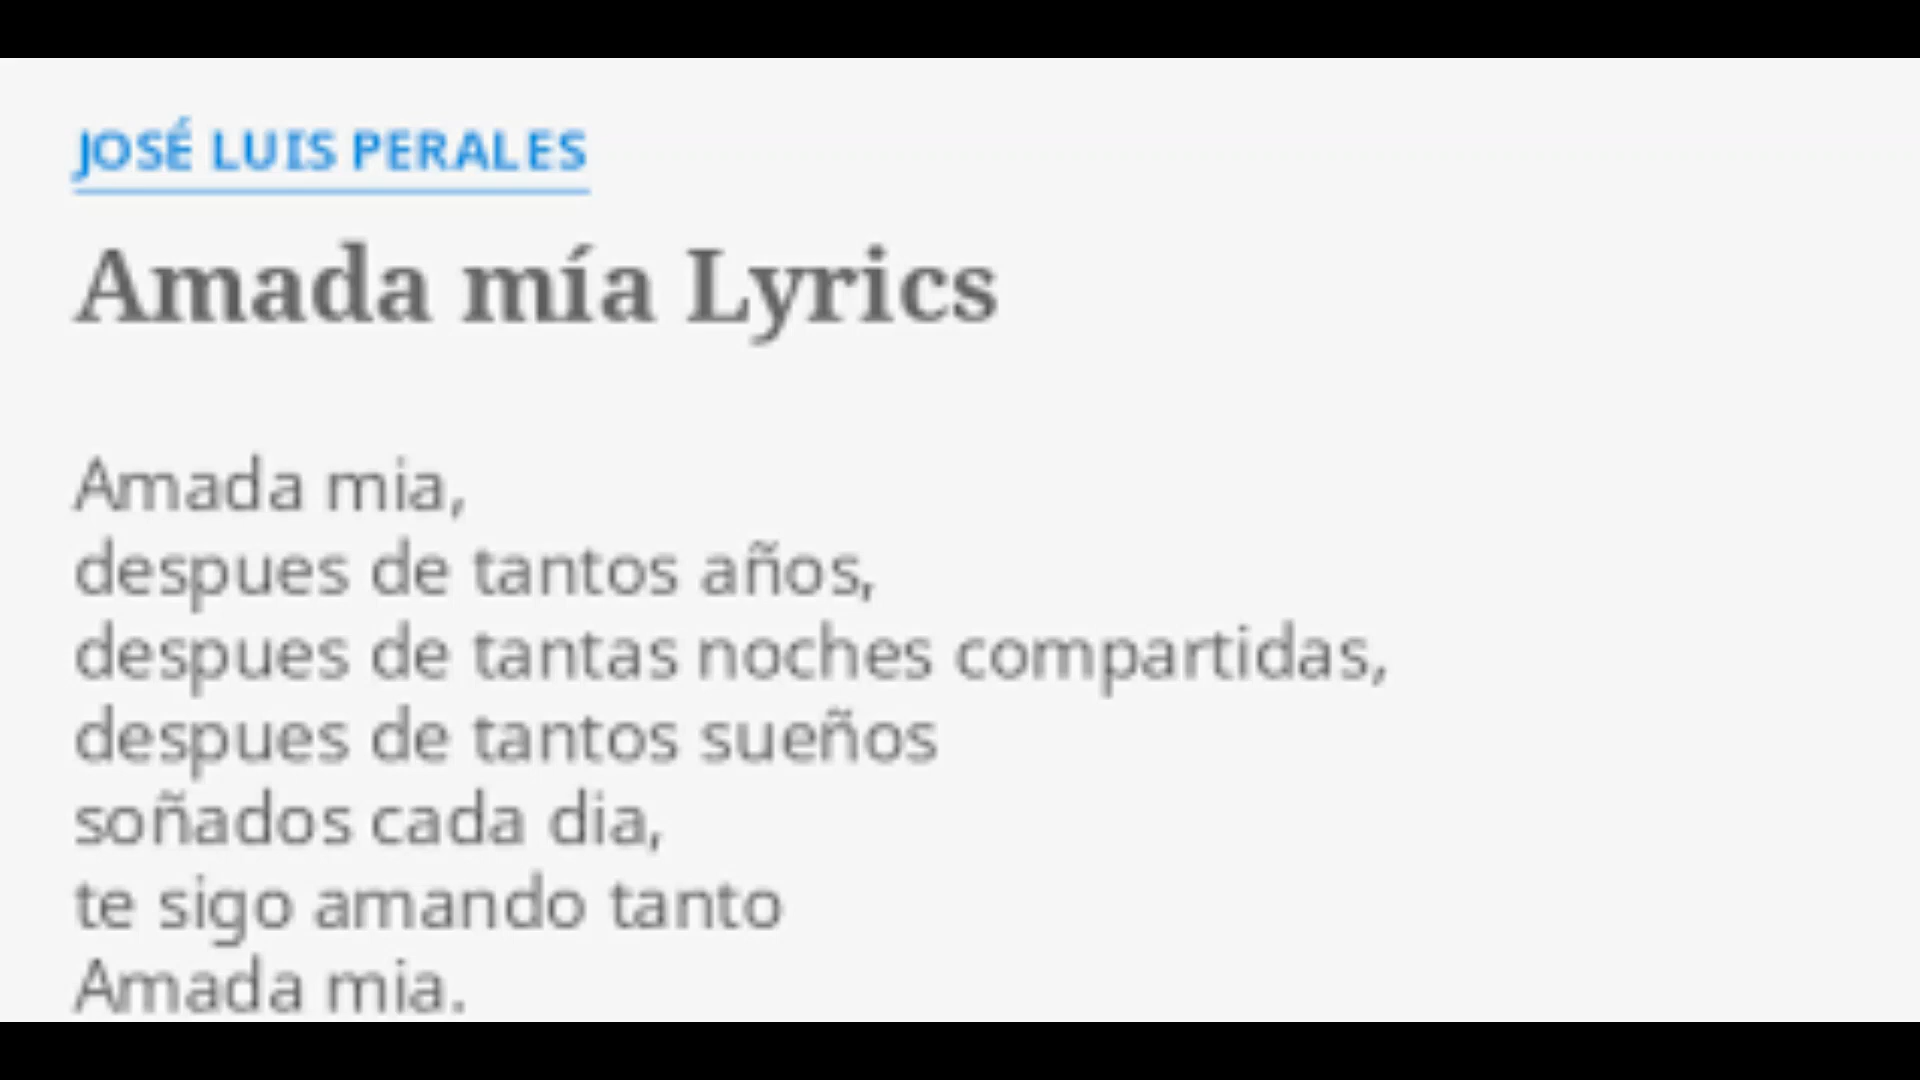 JOSÉ LUIS PERALES
Amada mía Lyrics
Amada mia,
despues de tantos años,
despues de tantas noches compartidas,
despues de tantos sueños
soñados cada dia,
te sigo amando tanto
Amada mia.